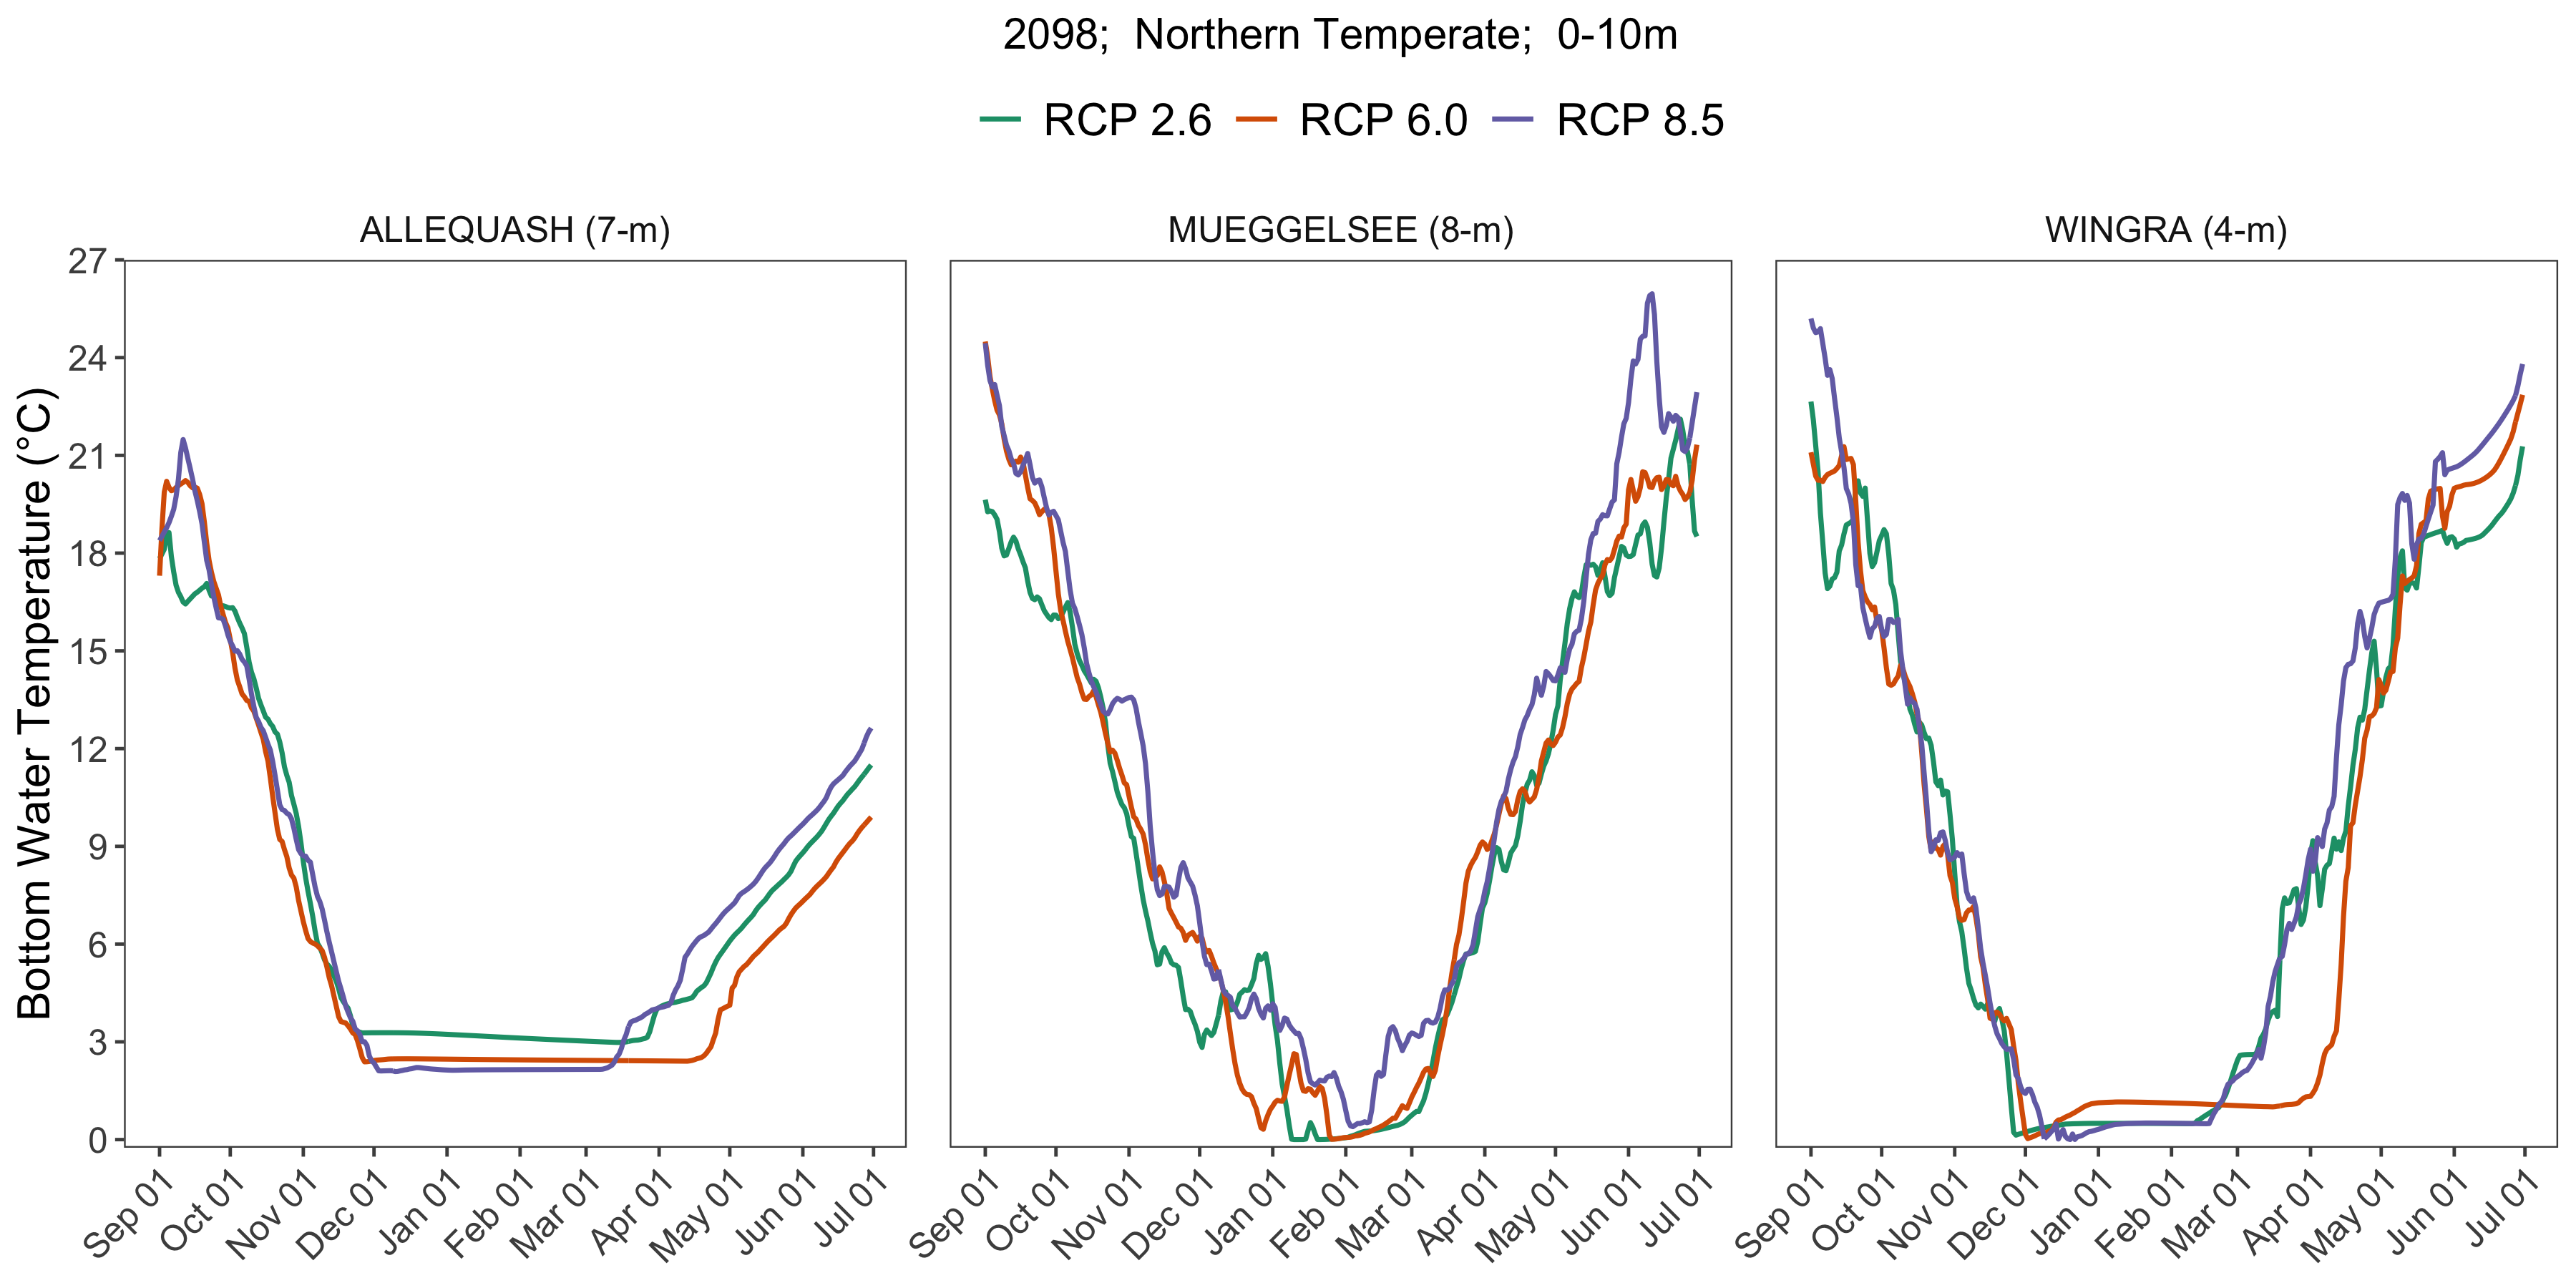 2098;  Northern Temperate;  0-10m
RCP 2.6 RCP 6.0 RCP 8.5
ALLEQUASH (7-m) MUEGGELSEE (8-m) WINGRA (4-m)
Bottom Water Temperature (°C)
27
24
21
18
15
12
9
6
3
0
Sep 01 Oct 01 Nov 01 Dec 01 Jan 01 Feb 01 Mar 01 Apr 01 May 01 Jun 01 Jul 01 Sep 01 Oct 01 Nov 01 Dec 01 Jan 01 Feb 01 Mar 01 Apr 01 May 01 Jun 01 Jul 01 Sep 01 Oct 01 Nov 01 Dec 01 Jan 01 Feb 01 Mar 01 Apr 01 May 01 Jun 01 Jul 01